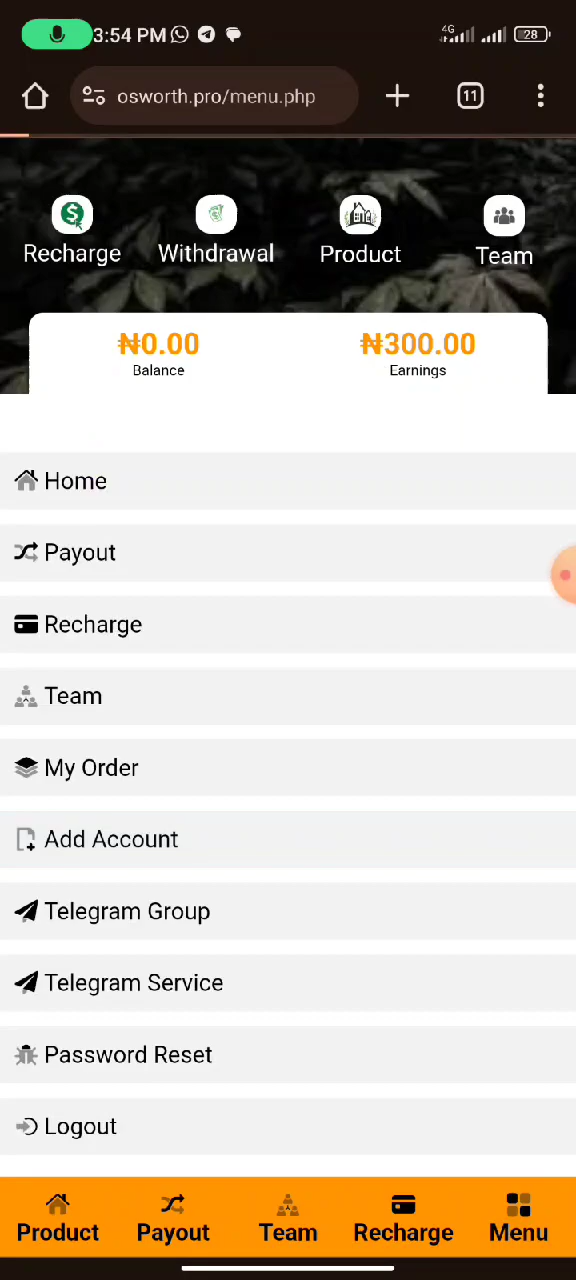 3:54 PM 4G 28
osworth.pro/menu.php 11
Recharge Withdrawal Product Team
₦0.00 ₦300.00
Balance Earnings
Home
Payout
Recharge
Team
My Order
Add Account
Telegram Group
Telegram Service
Password Reset
Logout
Product Payout Team Recharge Menu